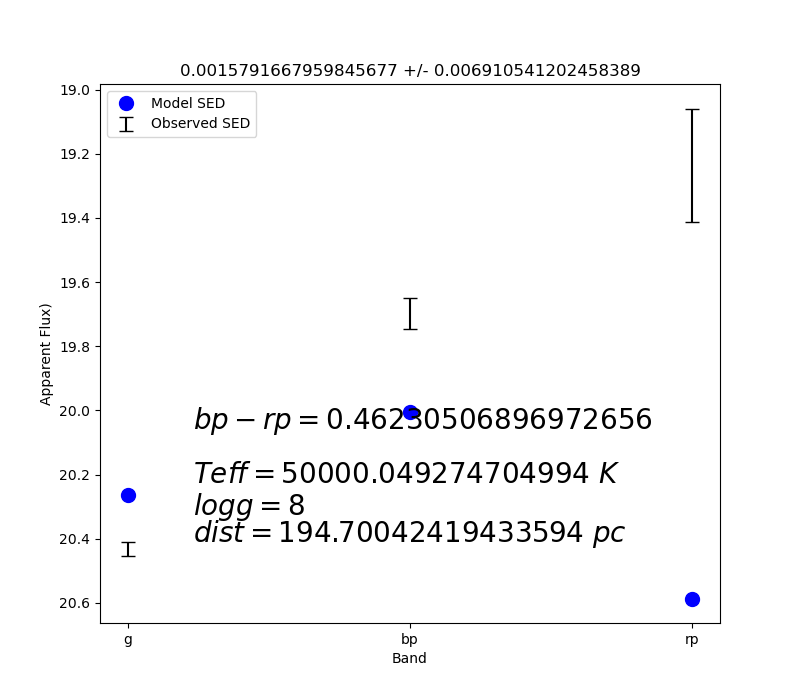 0.0015791667959845677 +/- 0.006910541202458389
Model SED
Observed SED
19.0
19.2
19.4
19.6
19.8
20.0
20.2
20.4
20.6
Apparent Flux)
bp − rp = 0.46230506896972656
Teff = 50000.049274704994 K
logg = 8
dist = 194.70042419433594 pc
g
bp
rp
Band